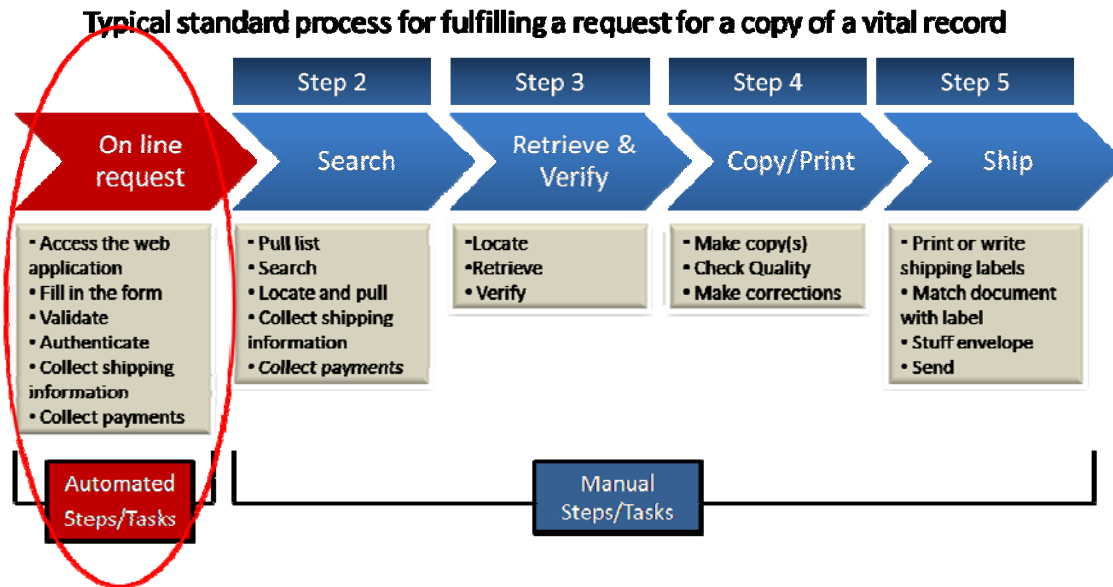 Typical standard process for fulfilling a request for a copy of a vital record
On line
request
• Access the web
application
• Fill in the form
• Validate
• Authenticate
• Collect shipping
information
• Collect payments
Step 2
Search
• Pull list
• Search
• Locate and pull
• Collect shipping
information
• Collect payments
Step 3
Retrieve &
Verify
•Locate
•Retrieve
• Verify
Step 4
Copy/Print
• Make copy(s)
• Check Quality
• Make corrections
Step 5
Ship
• Print or write
shipping labels
• Match document
with label
• Stuff envelope
• Send
Automated
Steps/Tasks
Manual
Steps/Tasks